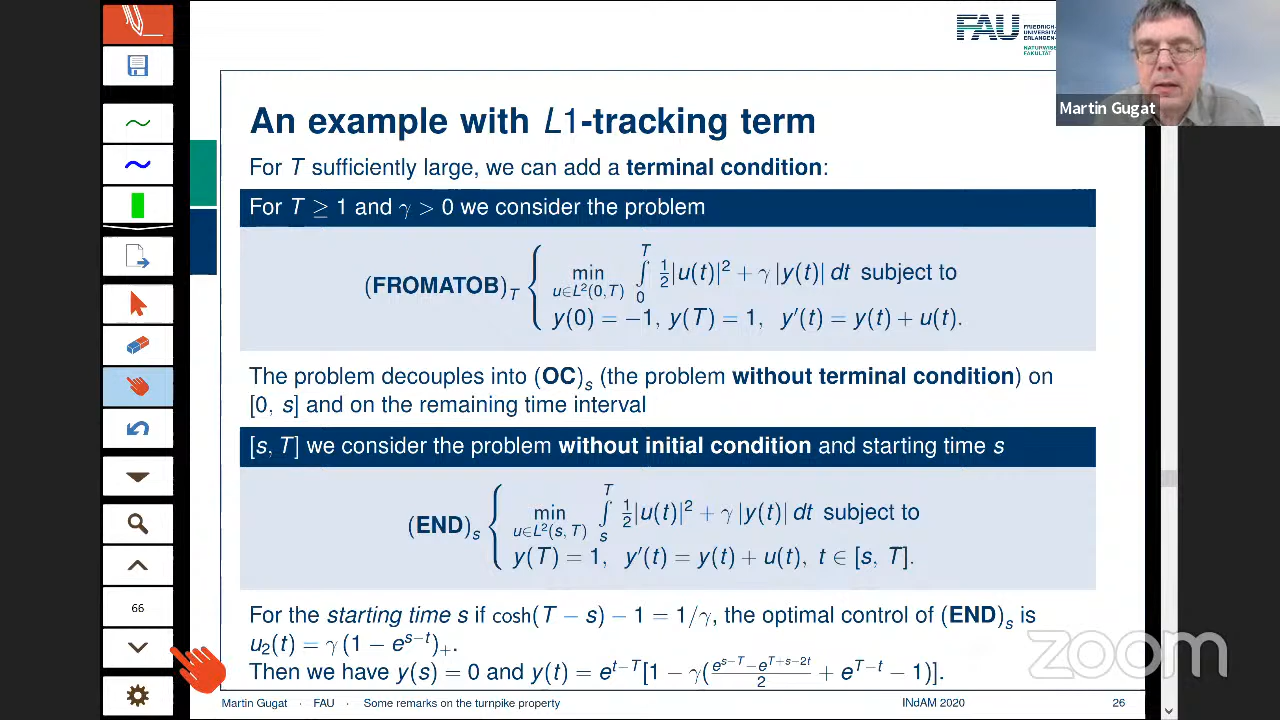 FAU FRIEDRICH-
UNIVERSITÄ
ERLANGEN-
NATURWISS
FAKULTÄT
Martin Gugat
An example with L1-tracking term
For T sufficiently large, we can add a terminal condition:
For T ≥ 1 and γ > 0 we consider the problem
(FROMATOB)_T { min_{u∈L²(0,T)} ∫_0^T ½|u(t)|² + γ |y(t)| dt subject to
y(0) = −1, y(T) = 1, y′(t) = y(t) + u(t).
The problem decouples into (OC)_s (the problem without terminal condition) on
[0, s] and on the remaining time interval
[s, T] we consider the problem without initial condition and starting time s
(END)_s { min_{u∈L²(s,T)} ∫_s^T ½|u(t)|² + γ |y(t)| dt subject to
y(T) = 1, y′(t) = y(t) + u(t), t ∈ [s, T].
For the starting time s if cosh(T − s) − 1 = 1/γ, the optimal control of (END)_s is
u₂(t) = γ (1 − e^{s−t})₊.
Then we have y(s) = 0 and y(t) = e^{t−T}[1 − γ(\frac{e^{s−T}−e^{T+s−2t}}{2} + e^{T−t} − 1)].
66
zoom
Martin Gugat · FAU · Some remarks on the turnpike property INdAM 2020 26